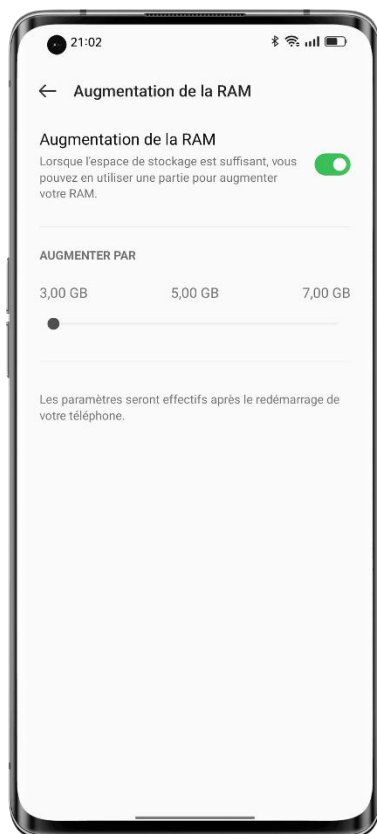 21:02
Augmentation de la RAM
Augmentation de la RAM
Lorsque l'espace de stockage est suffisant, vous
pouvez en utiliser une partie pour augmenter
votre RAM.
AUGMENTER PAR
3,00 GB 5,00 GB 7,00 GB
Les paramètres seront effectifs après le redémarrage de
votre téléphone.